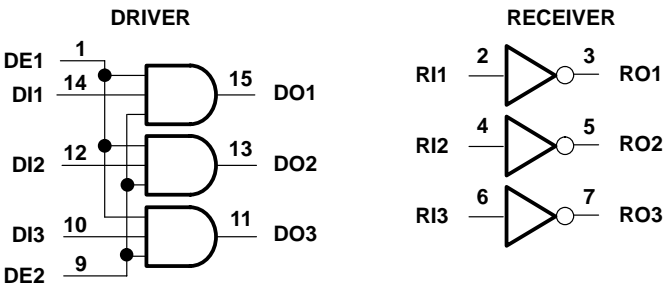 DRIVER
DE1 1
DI1 14 15 DO1
DI2 12 13 DO2
DI3 10 11 DO3
DE2 9
RECEIVER
RI1 2 3 RO1
RI2 4 5 RO2
RI3 6 7 RO3